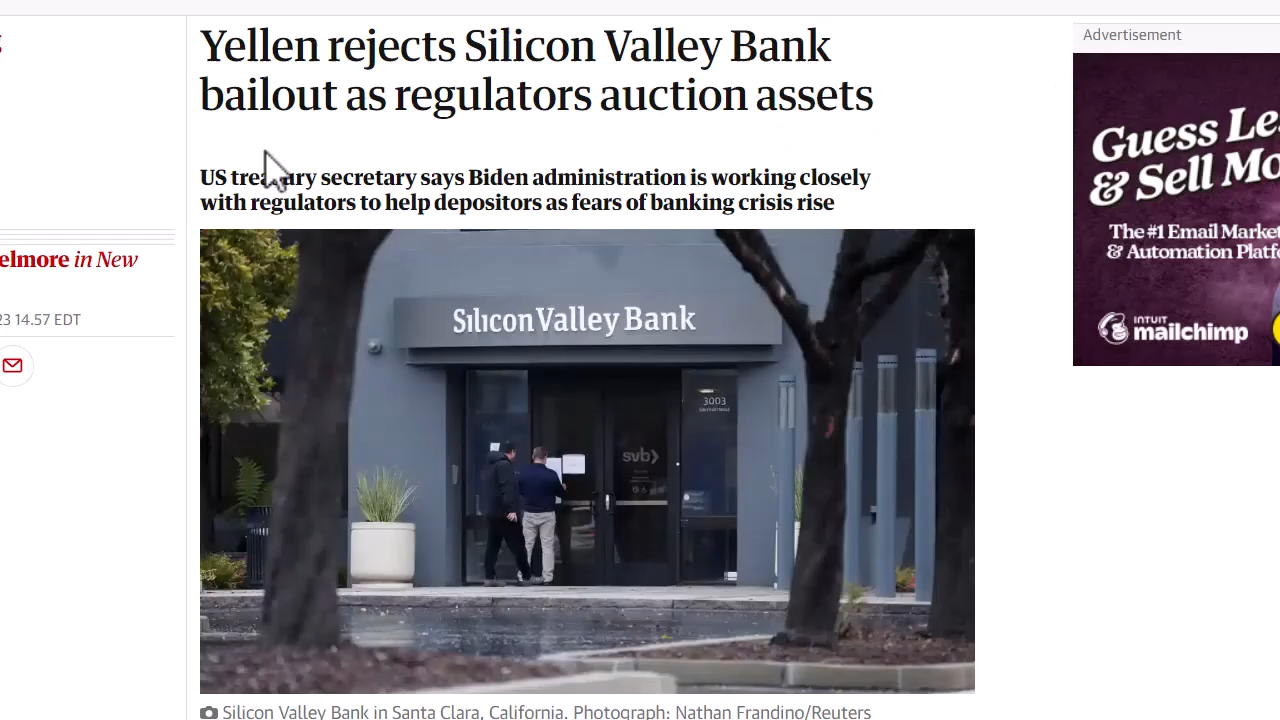 Yellen rejects Silicon Valley Bank
bailout as regulators auction assets
US treasury secretary says Biden administration is working closely
with regulators to help depositors as fears of banking crisis rise
elmore in New
23 14.57 EDT
Silicon Valley Bank
3003
svb>
Silicon Valley Bank in Santa Clara, California. Photograph: Nathan Frandino/Reuters
Advertisement
Guess Le
& Sell Mo
The #1 Email Market
& Automation Platfo
INTUIT
mailchimp